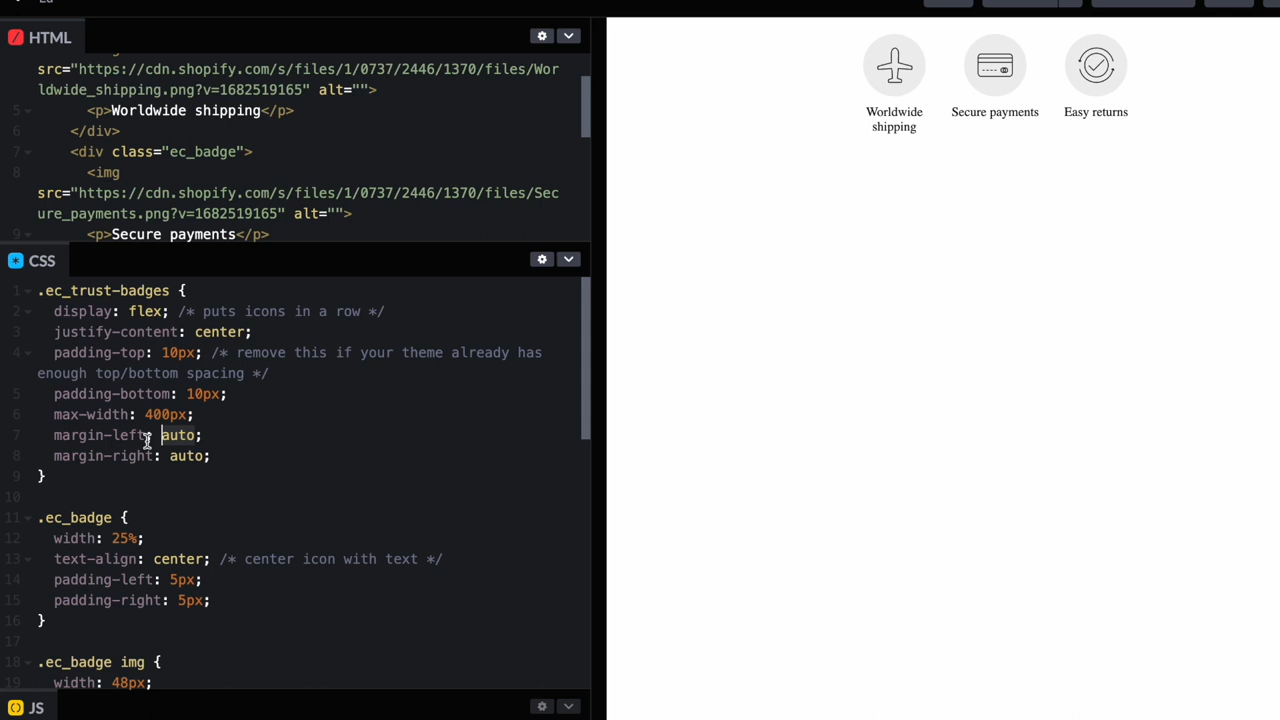 HTML
src="https://cdn.shopify.com/s/files/1/0737/2446/1370/files/Wor
ldwide_shipping.png?v=1682519165" alt="">
5 <p>Worldwide shipping</p>
6 </div>
7 <div class="ec_badge">
8 <img
src="https://cdn.shopify.com/s/files/1/0737/2446/1370/files/Sec
ure_payments.png?v=1682519165" alt="">
9 <p>Secure payments</p>
CSS
1 .ec_trust-badges {
2 display: flex; /* puts icons in a row */
3 justify-content: center;
4 padding-top: 10px; /* remove this if your theme already has
enough top/bottom spacing */
5 padding-bottom: 10px;
6 max-width: 400px;
7 margin-left: auto;
8 margin-right: auto;
9 }
10
11 .ec_badge {
12 width: 25%;
13 text-align: center; /* center icon with text */
14 padding-left: 5px;
15 padding-right: 5px;
16 }
17
18 .ec_badge img {
19 width: 48px;
JS
Worldwide
shipping
Secure payments
Easy returns